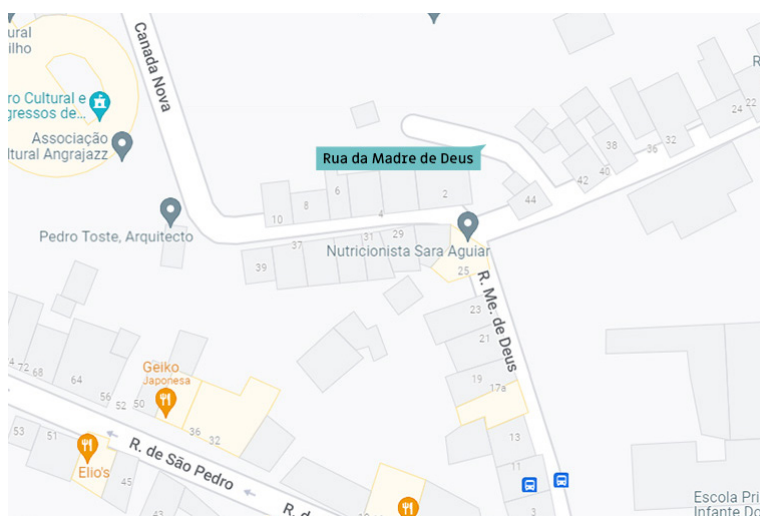 ural
ilho
ro Cultural e
gressos de...
Associação
ltural Angrajazz
Canada Nova
Pedro Toste, Arquitecto
Rua da Madre de Deus
R
22
24
32
36
38
40
42
44
2
4
6
8
10
Nutricionista Sara Aguiar
29
31
37
39
25
R. Me. de Deus
23
21
19
17a
13
11
3
72
68
64
56
52
50
36
32
Geiko
Japonesa
53
51
Elio's
45
43
R. de São Pedro
R. d
Escola Pri
Infante Do